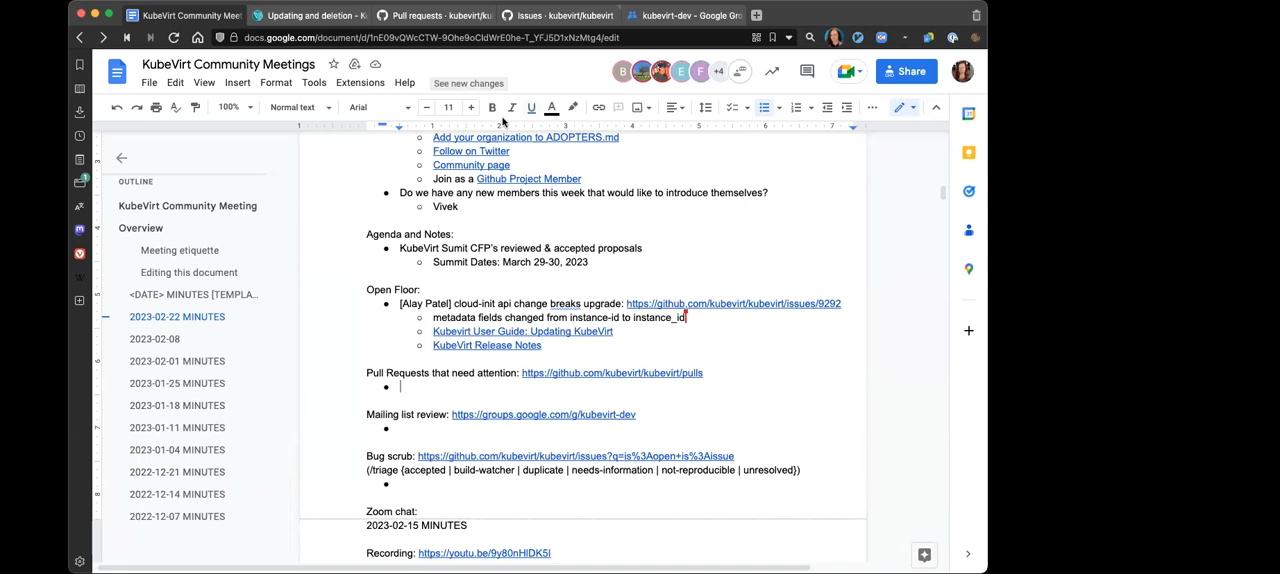 KubeVirt Community Meet
Updating and deletion - K
Pull requests · kubevirt/ku
Issues · kubevirt/kubevirt
kubevirt-dev - Google Gro
docs.google.com/document/d/1nE09vQWcCTW-9Ohe9oCldWrE0he-T_YFJ5D1xNzMtg4/edit
KubeVirt Community Meetings
File Edit View Insert Format Tools Extensions Help
See new changes
B E F +4
Share
100% Normal text Arial 11
Add your organization to ADOPTERS.md
Follow on Twitter
Community page
Join as a Github Project Member
Do we have any new members this week that would like to introduce themselves?
Vivek
Agenda and Notes:
KubeVirt Sumit CFP's reviewed & accepted proposals
Summit Dates: March 29-30, 2023
Open Floor:
[Alay Patel] cloud-init api change breaks upgrade: https://github.com/kubevirt/kubevirt/issues/9292
metadata fields changed from instance-id to instance_id
Kubevirt User Guide: Updating KubeVirt
KubeVirt Release Notes
Pull Requests that need attention: https://github.com/kubevirt/kubevirt/pulls
Mailing list review: https://groups.google.com/g/kubevirt-dev
Bug scrub: https://github.com/kubevirt/kubevirt/issues?q=is%3Aopen+is%3Aissue
(/triage {accepted | build-watcher | duplicate | needs-information | not-reproducible | unresolved})
Zoom chat:
2023-02-15 MINUTES
Recording: https://youtu.be/9y80nHlDK5I
OUTLINE
KubeVirt Community Meeting
Overview
Meeting etiquette
Editing this document
<DATE> MINUTES [TEMPLA...
2023-02-22 MINUTES
2023-02-08
2023-02-01 MINUTES
2023-01-25 MINUTES
2023-01-18 MINUTES
2023-01-11 MINUTES
2023-01-04 MINUTES
2022-12-21 MINUTES
2022-12-14 MINUTES
2022-12-07 MINUTES